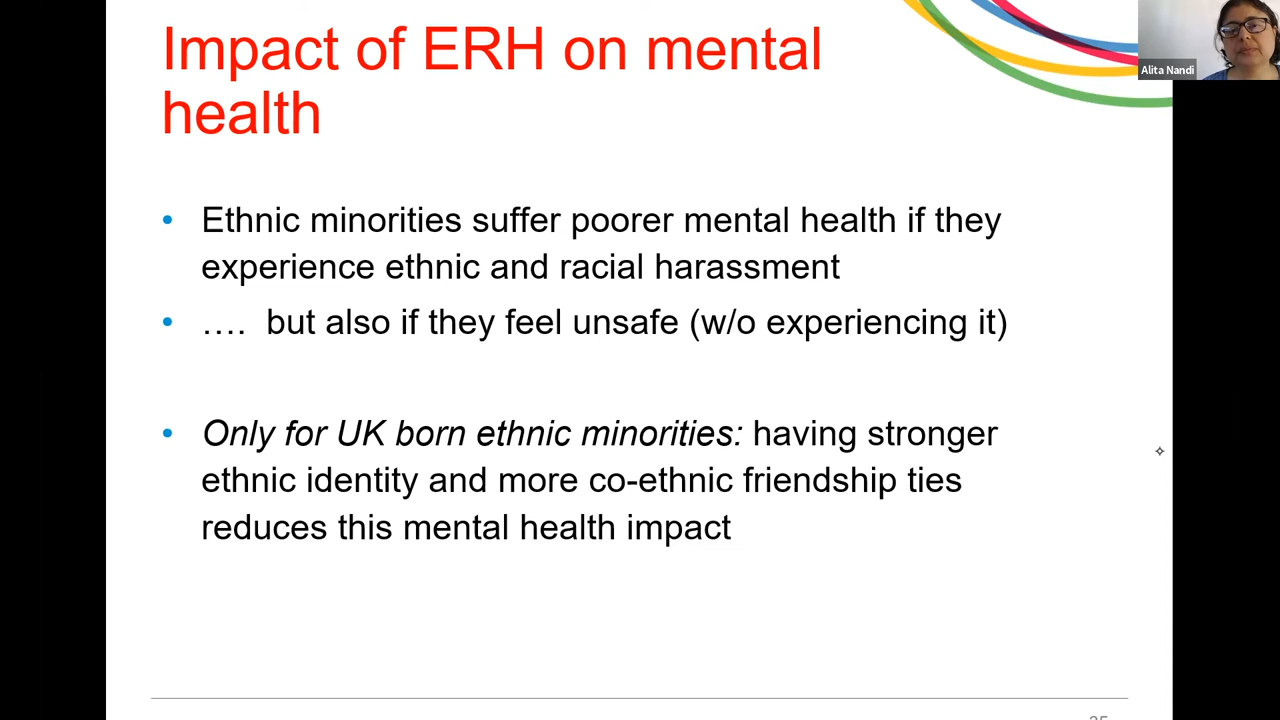 Impact of ERH on mental
health
Alita Nandi
• Ethnic minorities suffer poorer mental health if they
experience ethnic and racial harassment
• …. but also if they feel unsafe (w/o experiencing it)
• Only for UK born ethnic minorities: having stronger
ethnic identity and more co-ethnic friendship ties
reduces this mental health impact